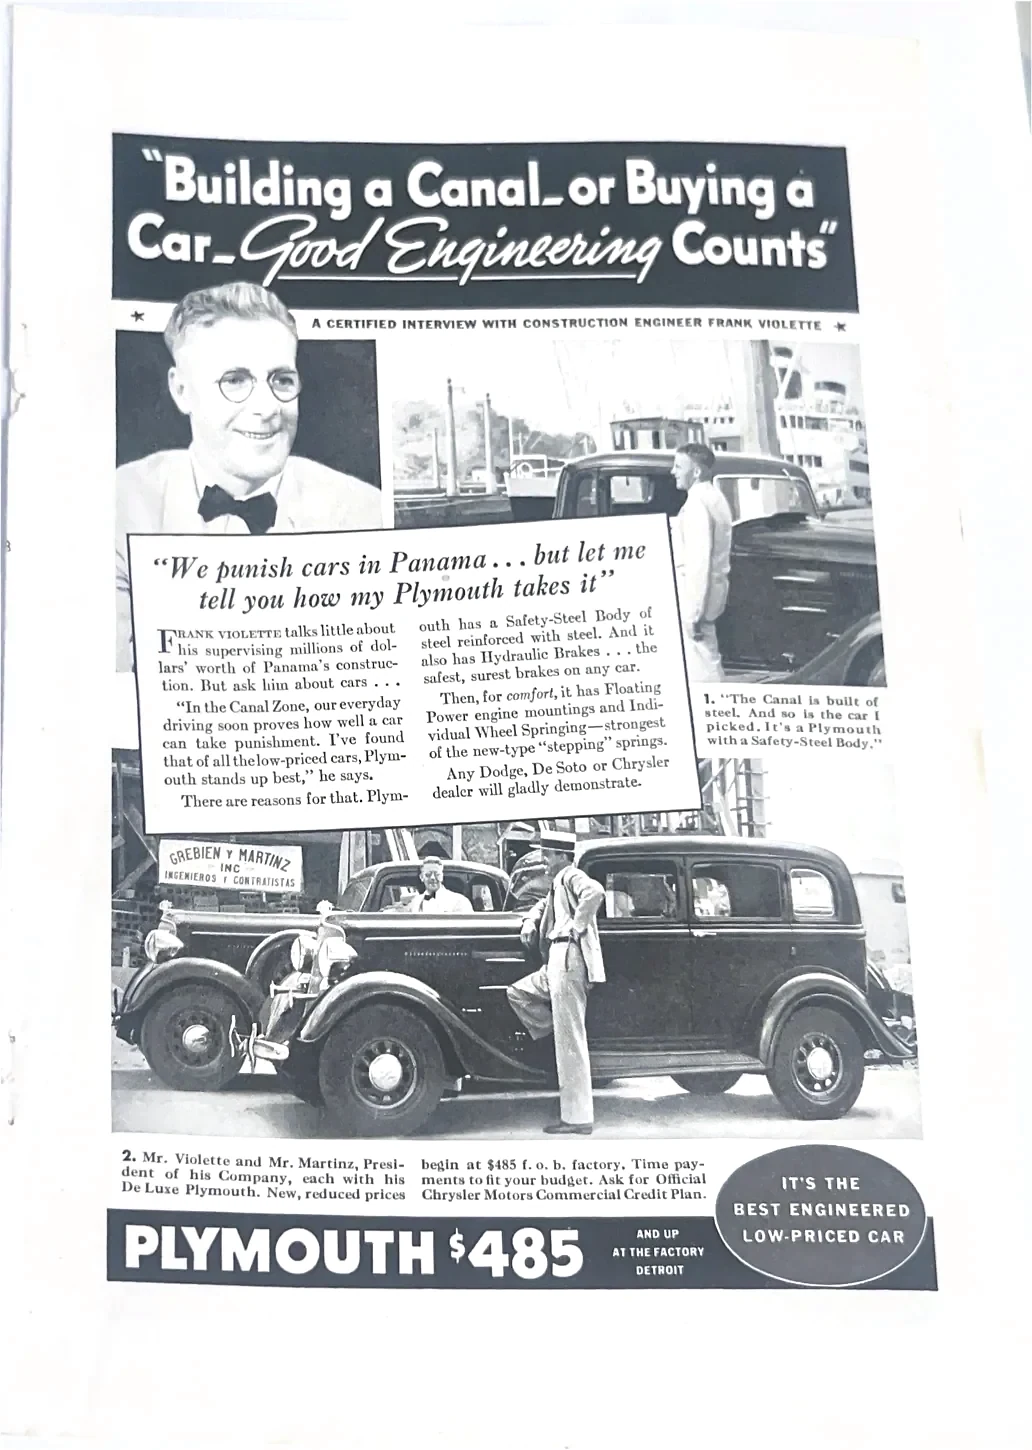 "Building a Canal—or Buying a
Car—Good Engineering Counts"
★ A CERTIFIED INTERVIEW WITH CONSTRUCTION ENGINEER FRANK VIOLETTE ★
"We punish cars in Panama... but let me
tell you how my Plymouth takes it"
FRANK VIOLETTE talks little about
his supervising millions of dol-
lars' worth of Panama's construc-
tion. But ask him about cars . . .
"In the Canal Zone, our everyday
driving soon proves how well a car
can take punishment. I've found
that of all the low-priced cars, Plym-
outh stands up best," he says.
There are reasons for that. Plym-
outh has a Safety-Steel Body of
steel reinforced with steel. And it
also has Hydraulic Brakes . . . the
safest, surest brakes on any car.
Then, for comfort, it has Floating
Power engine mountings and Indi-
vidual Wheel Springing—strongest
of the new-type "stepping" springs.
Any Dodge, De Soto or Chrysler
dealer will gladly demonstrate.
1. "The Canal is built of
steel. And so is the car I
picked. It's a Plymouth
with a Safety-Steel Body."
GREBIEN Y MARTINZ
INC
INGENIEROS Y CONTRATISTAS
2. Mr. Violette and Mr. Martinz, Presi-
dent of his Company, each with his
De Luxe Plymouth. New, reduced prices
begin at $485 f. o. b. factory. Time pay-
ments to fit your budget. Ask for Official
Chrysler Motors Commercial Credit Plan.
IT'S THE
BEST ENGINEERED
LOW-PRICED CAR
PLYMOUTH $485
AND UP
AT THE FACTORY
DETROIT